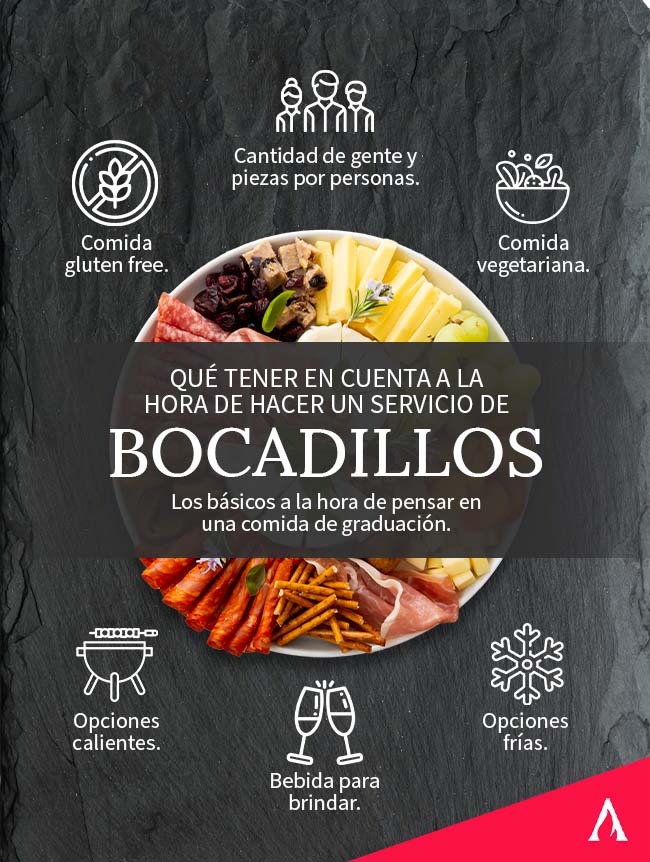 Cantidad de gente y
piezas por personas.
Comida
gluten free.
Comida
vegetariana.
QUÉ TENER EN CUENTA A LA
HORA DE HACER UN SERVICIO DE
BOCADILLOS
Los básicos a la hora de pensar en
una comida de graduación.
Opciones
calientes.
Opciones
frías.
Bebida para
brindar.